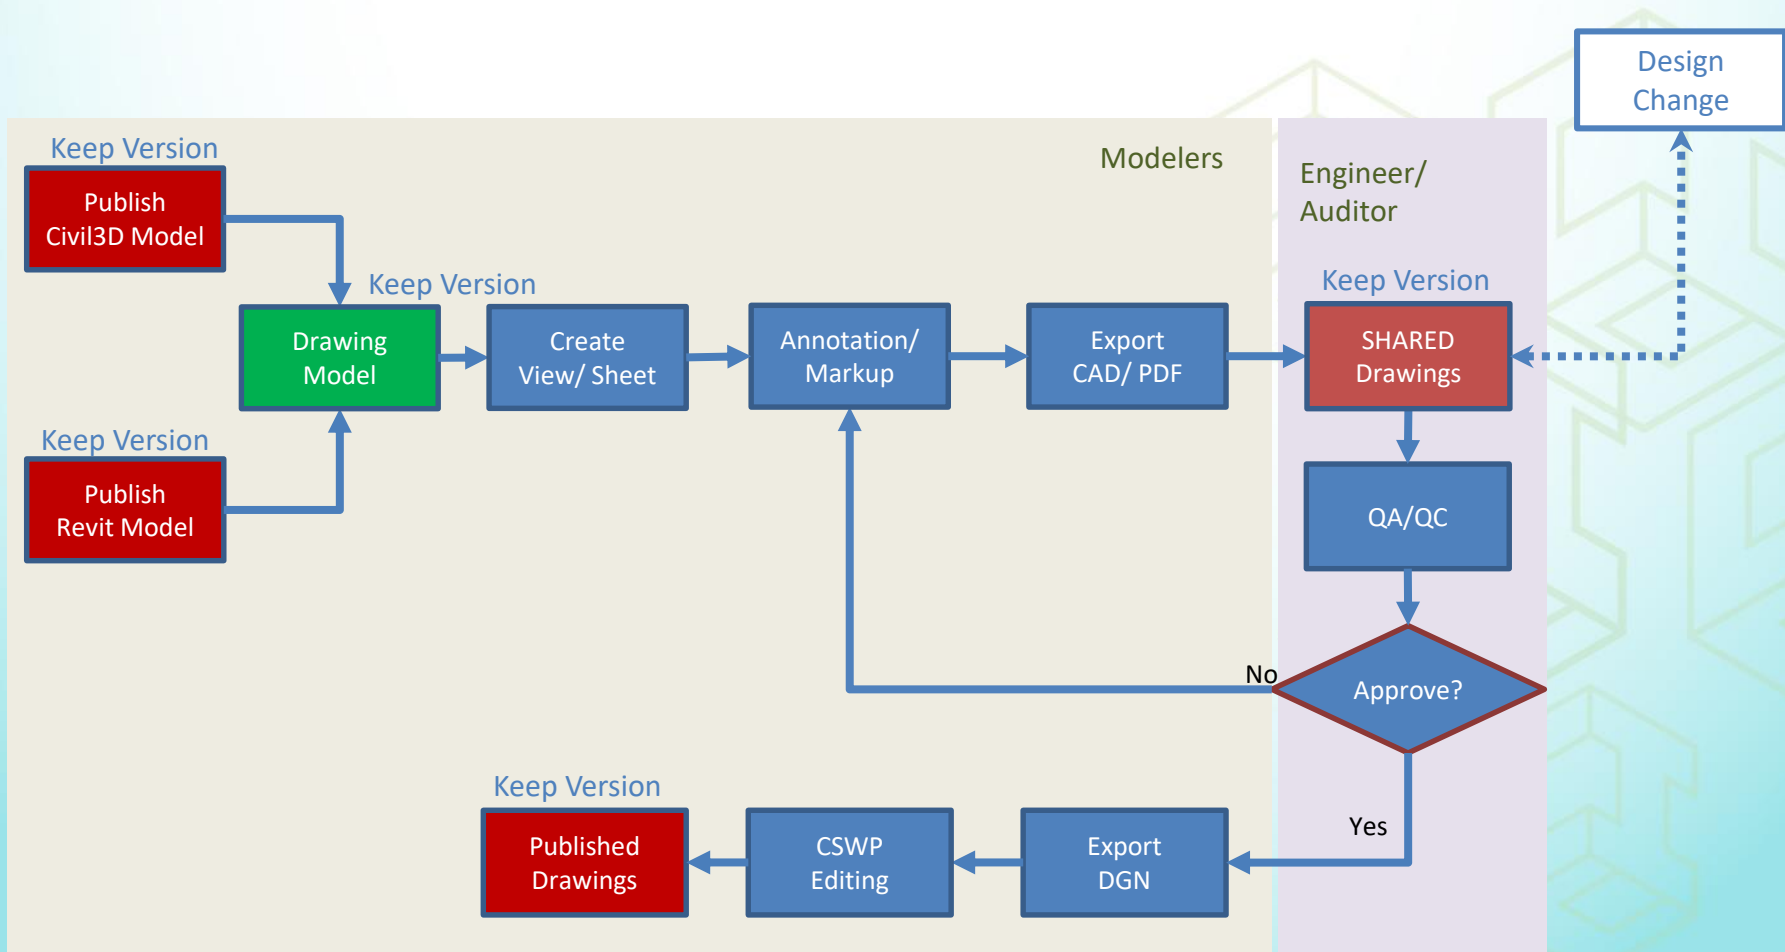 Design
Change
Keep Version
Modelers
Engineer/
Auditor
Publish
Civil3D Model
Keep Version
Keep Version
Drawing
Model
Create
View/ Sheet
Annotation/
Markup
Export
CAD/ PDF
SHARED
Drawings
Keep Version
Publish
Revit Model
QA/QC
No
Approve?
Yes
Keep Version
Published
Drawings
CSWP
Editing
Export
DGN